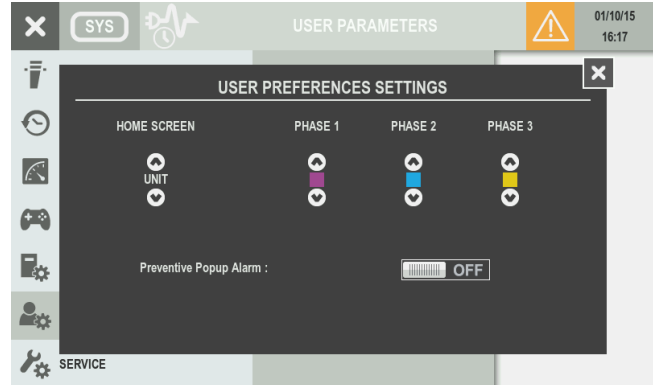 SYS
USER PARAMETERS
01/10/15
16:17
USER PREFERENCES SETTINGS
HOME SCREEN PHASE 1 PHASE 2 PHASE 3
UNIT
Preventive Popup Alarm : OFF
SERVICE